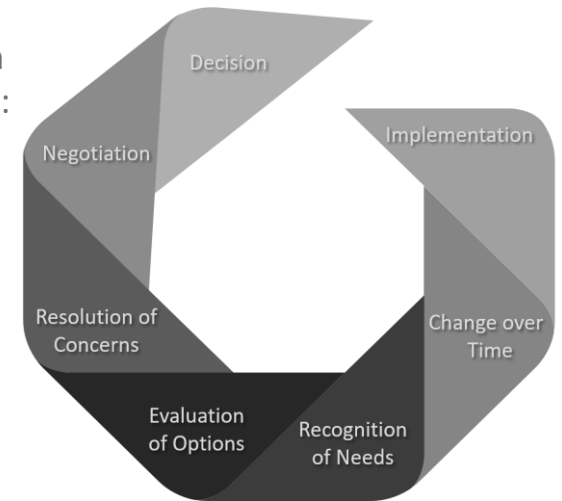 :
Decision
Implementation
Negotiation
Resolution of
Concerns
Change over
Time
Evaluation
of Options
Recognition
of Needs